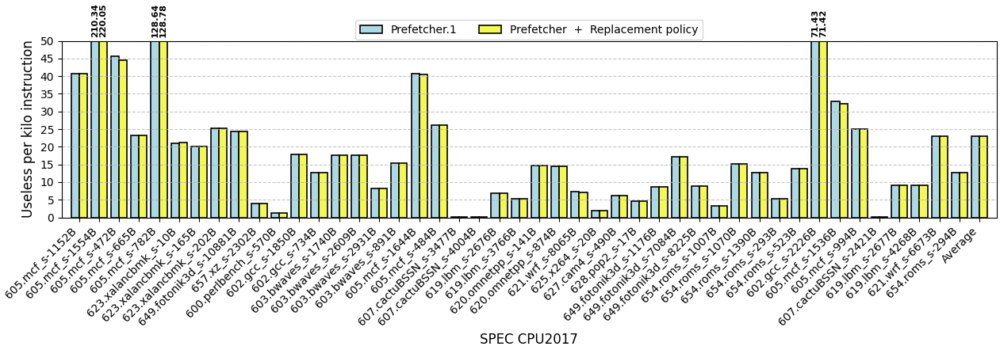 210.34
220.05
128.64
128.78
71.43
71.42
Prefetcher.1
Prefetcher + Replacement policy
Useless per kilo instruction
50
45
40
35
30
25
20
15
10
5
0
605.mcf_s-1152B
605.mcf_s-1554B
605.mcf_s-472B
605.mcf_s-665B
605.mcf_s-782B
623.xalancbmk_s-10B
623.xalancbmk_s-165B
623.xalancbmk_s-202B
649.fotonik3d_s-10881B
657.xz_s-2302B
600.perlbench_s-570B
602.gcc_s-1850B
602.gcc_s-734B
603.bwaves_s-1740B
603.bwaves_s-2609B
603.bwaves_s-2931B
603.bwaves_s-891B
605.mcf_s-1644B
605.mcf_s-484B
607.cactuBSSN_s-3477B
607.cactuBSSN_s-4004B
619.lbm_s-2676B
619.lbm_s-3766B
620.omnetpp_s-141B
620.omnetpp_s-874B
621.wrf_s-8065B
625.x264_s-20B
627.cam4_s-490B
628.pop2_s-17B
649.fotonik3d_s-1176B
649.fotonik3d_s-7084B
649.fotonik3d_s-8225B
654.roms_s-1007B
654.roms_s-1070B
654.roms_s-1390B
654.roms_s-293B
654.roms_s-523B
602.gcc_s-2226B
605.mcf_s-1536B
605.mcf_s-994B
607.cactuBSSN_s-2421B
619.lbm_s-2677B
619.lbm_s-4268B
621.wrf_s-6673B
654.roms_s-294B
Average
SPEC CPU2017